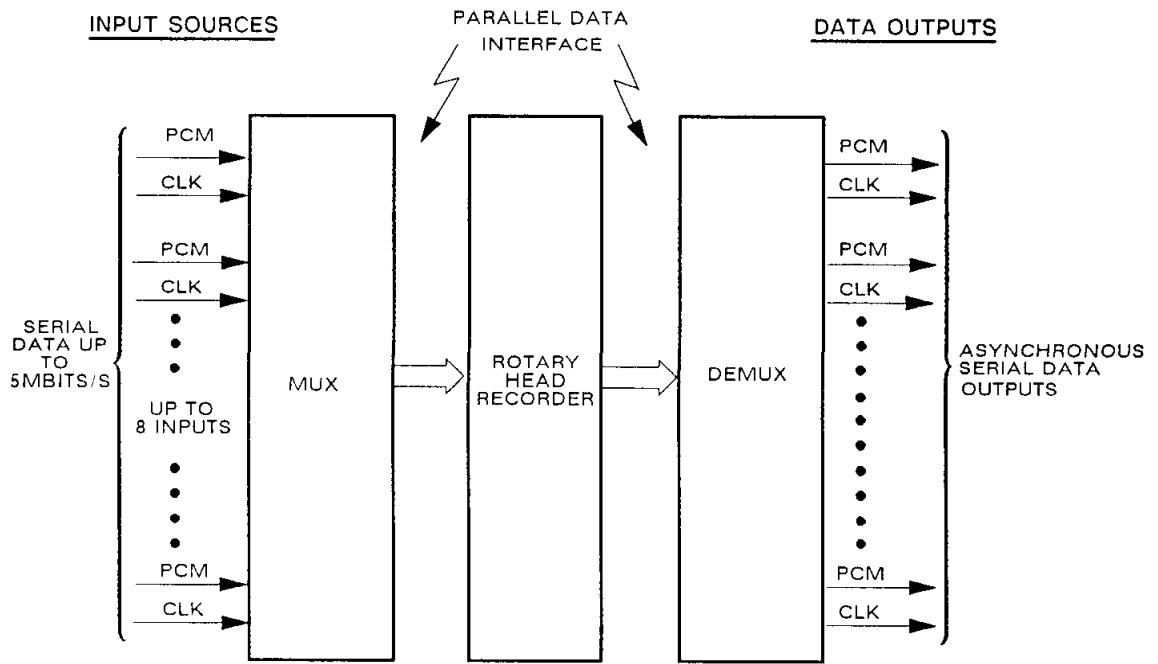 INPUT SOURCES
PARALLEL DATA
INTERFACE
DATA OUTPUTS
PCM
CLK
PCM
CLK
SERIAL
DATA UP
TO
5MBITS/S
UP TO
8 INPUTS
PCM
CLK
MUX
ROTARY
HEAD
RECORDER
DEMUX
PCM
CLK
PCM
CLK
PCM
CLK
ASYNCHRONOUS
SERIAL DATA
OUTPUTS